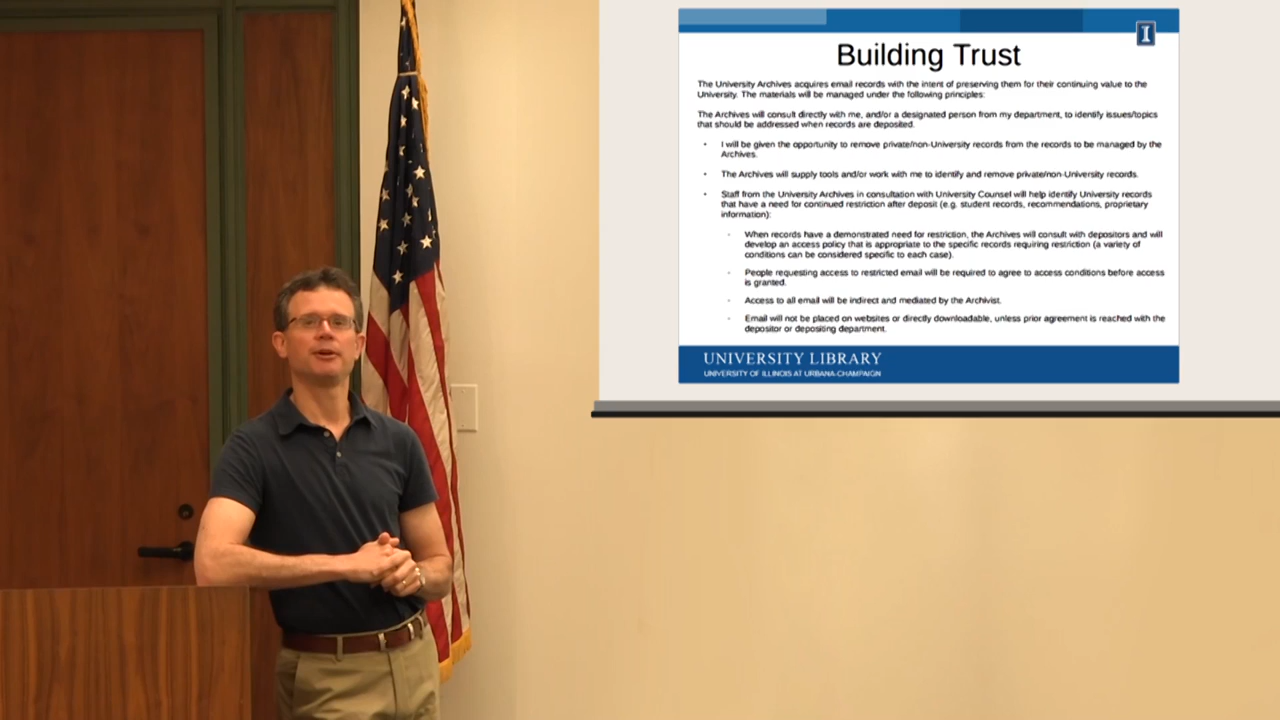 I
Building Trust
The University Archives acquires email records with the intent of preserving them for their continuing value to the
University. The materials will be managed under the following principles:
The Archives will consult directly with me, and/or a designated person from my department, to identify issues/topics
that should be addressed when records are deposited.
• I will be given the opportunity to remove private/non-University records from the records to be managed by the
Archives.
• The Archives will supply tools and/or work with me to identify and remove private/non-University records.
• Staff from the University Archives in consultation with University Counsel will help identify University records
that have a need for continued restriction after deposit (e.g. student records, recommendations, proprietary
information):
- When records have a demonstrated need for restriction, the Archives will consult with depositors and will
develop an access policy that is appropriate to the specific records requiring restriction (a variety of
conditions can be considered specific to each case).
- People requesting access to restricted email will be required to agree to access conditions before access
is granted.
- Access to all email will be indirect and mediated by the Archivist.
- Email will not be placed on websites or directly downloadable, unless prior agreement is reached with the
depositor or depositing department.
UNIVERSITY LIBRARY
UNIVERSITY OF ILLINOIS AT URBANA-CHAMPAIGN